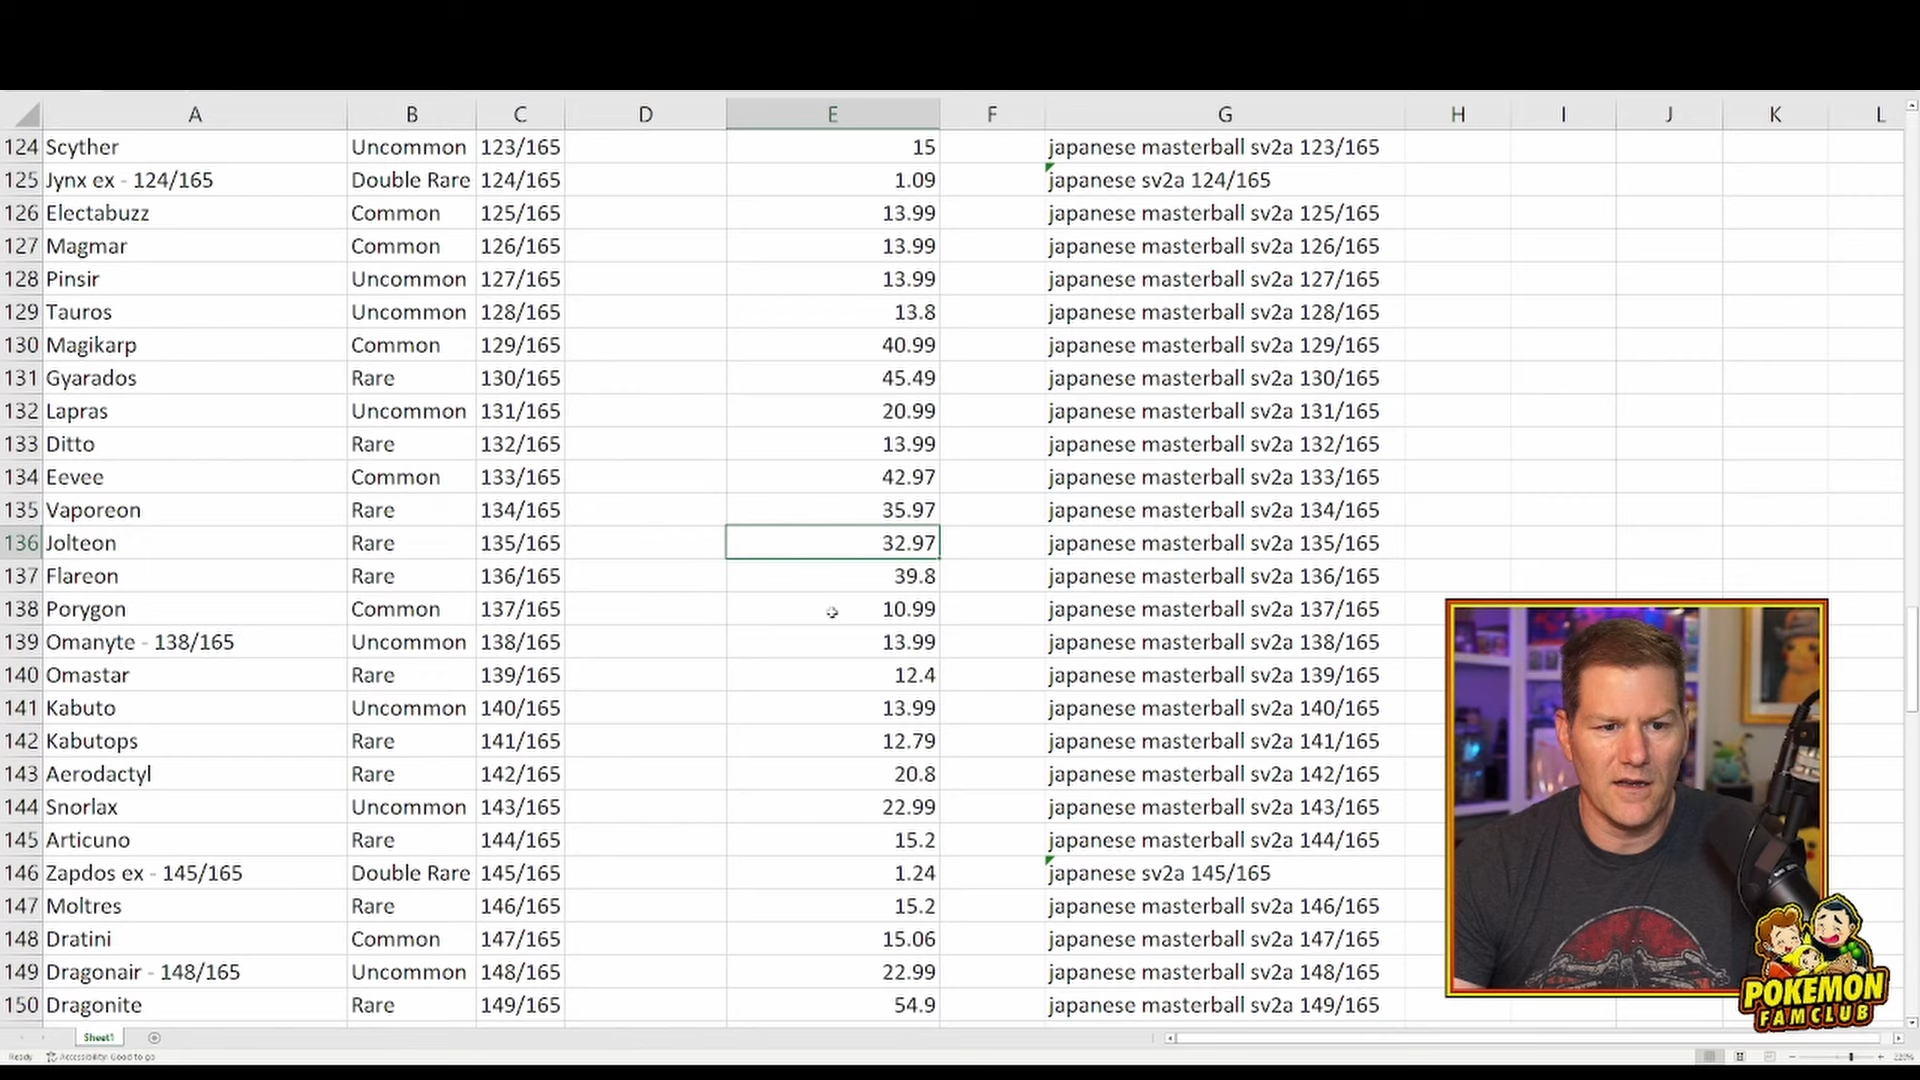 A B C D E F G H I J K L
124 Scyther Uncommon 123/165 15 japanese masterball sv2a 123/165
125 Jynx ex - 124/165 Double Rare 124/165 1.09 japanese sv2a 124/165
126 Electabuzz Common 125/165 13.99 japanese masterball sv2a 125/165
127 Magmar Common 126/165 13.99 japanese masterball sv2a 126/165
128 Pinsir Uncommon 127/165 13.99 japanese masterball sv2a 127/165
129 Tauros Uncommon 128/165 13.8 japanese masterball sv2a 128/165
130 Magikarp Common 129/165 40.99 japanese masterball sv2a 129/165
131 Gyarados Rare 130/165 45.49 japanese masterball sv2a 130/165
132 Lapras Uncommon 131/165 20.99 japanese masterball sv2a 131/165
133 Ditto Rare 132/165 13.99 japanese masterball sv2a 132/165
134 Eevee Common 133/165 42.97 japanese masterball sv2a 133/165
135 Vaporeon Rare 134/165 35.97 japanese masterball sv2a 134/165
136 Jolteon Rare 135/165 32.97 japanese masterball sv2a 135/165
137 Flareon Rare 136/165 39.8 japanese masterball sv2a 136/165
138 Porygon Common 137/165 10.99 japanese masterball sv2a 137/165
139 Omanyte - 138/165 Uncommon 138/165 13.99 japanese masterball sv2a 138/165
140 Omastar Rare 139/165 12.4 japanese masterball sv2a 139/165
141 Kabuto Uncommon 140/165 13.99 japanese masterball sv2a 140/165
142 Kabutops Rare 141/165 12.79 japanese masterball sv2a 141/165
143 Aerodactyl Rare 142/165 20.8 japanese masterball sv2a 142/165
144 Snorlax Uncommon 143/165 22.99 japanese masterball sv2a 143/165
145 Articuno Rare 144/165 15.2 japanese masterball sv2a 144/165
146 Zapdos ex - 145/165 Double Rare 145/165 1.24 japanese sv2a 145/165
147 Moltres Rare 146/165 15.2 japanese masterball sv2a 146/165
148 Dratini Common 147/165 15.06 japanese masterball sv2a 147/165
149 Dragonair - 148/165 Uncommon 148/165 22.99 japanese masterball sv2a 148/165
150 Dragonite Rare 149/165 54.9 japanese masterball sv2a 149/165
POKEMON
FAMCLUB
Sheet1
Ready Accessibility: Good to go 220%